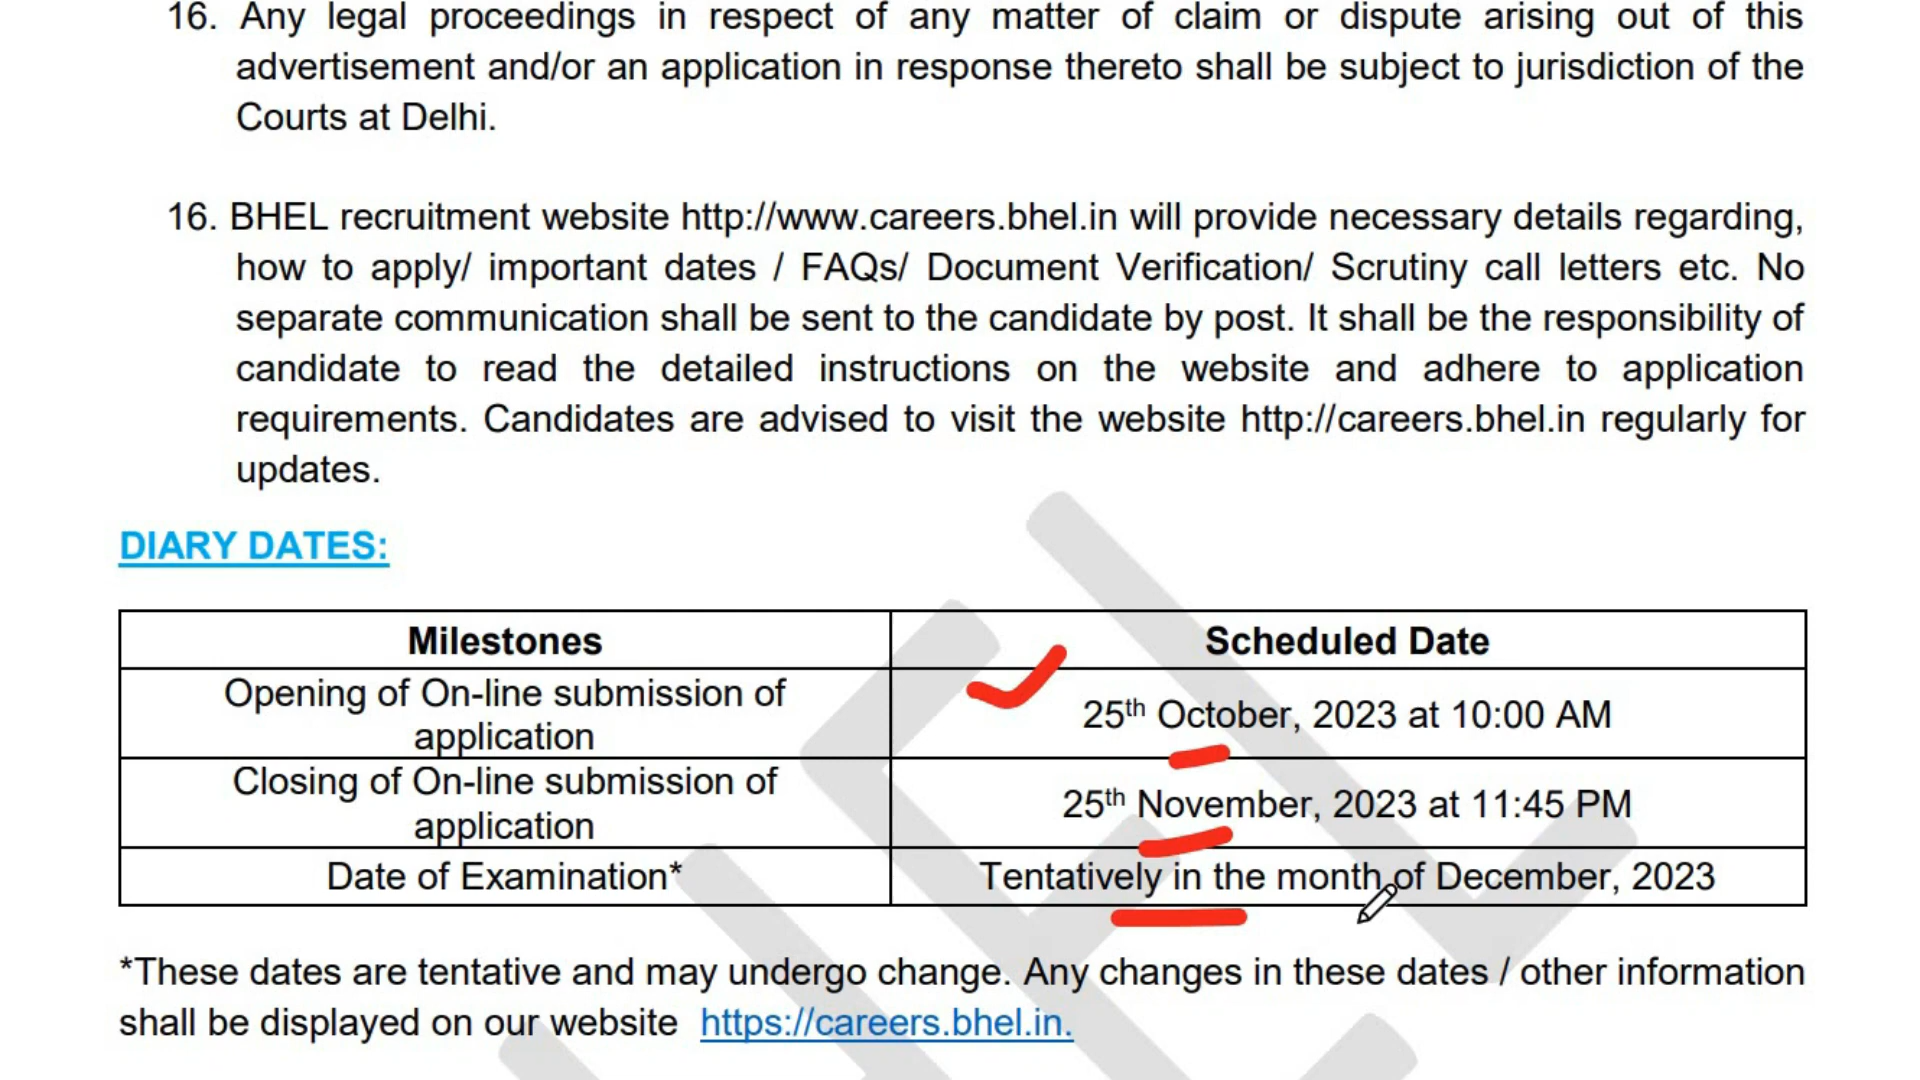 16. Any legal proceedings in respect of any matter of claim or dispute arising out of this
advertisement and/or an application in response thereto shall be subject to jurisdiction of the
Courts at Delhi.
16. BHEL recruitment website http://www.careers.bhel.in will provide necessary details regarding,
how to apply/ important dates / FAQs/ Document Verification/ Scrutiny call letters etc. No
separate communication shall be sent to the candidate by post. It shall be the responsibility of
candidate to read the detailed instructions on the website and adhere to application
requirements. Candidates are advised to visit the website http://careers.bhel.in regularly for
updates.
DIARY DATES:
Milestones Scheduled Date
Opening of On-line submission of
application
25th October, 2023 at 10:00 AM
Closing of On-line submission of
application
25th November, 2023 at 11:45 PM
Date of Examination* Tentatively in the month of December, 2023
*These dates are tentative and may undergo change. Any changes in these dates / other information
shall be displayed on our website https://careers.bhel.in.